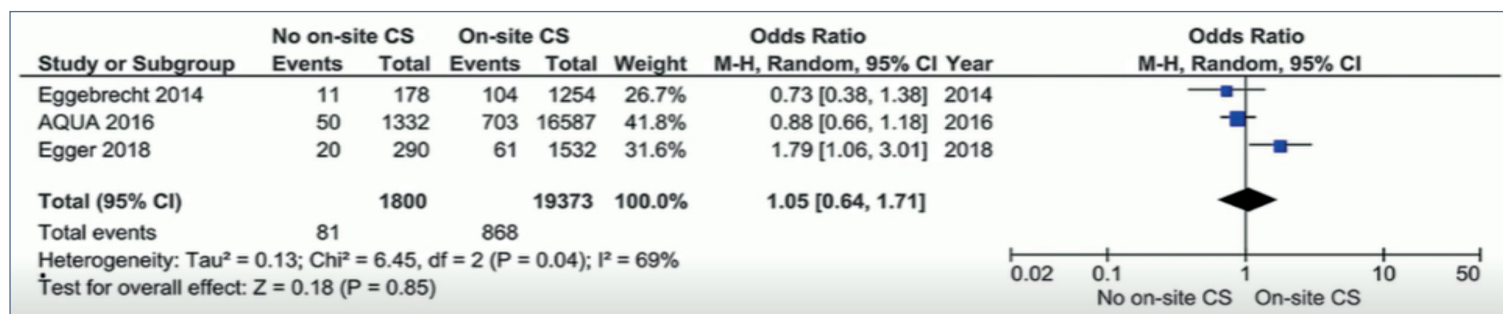 No on-site CS On-site CS Odds Ratio Odds Ratio
Study or Subgroup Events Total Events Total Weight M-H, Random, 95% CI Year M-H, Random, 95% CI
Eggebrecht 2014 11 178 104 1254 26.7% 0.73 [0.38, 1.38] 2014
AQUA 2016 50 1332 703 16587 41.8% 0.88 [0.66, 1.18] 2016
Egger 2018 20 290 61 1532 31.6% 1.79 [1.06, 3.01] 2018
Total (95% CI) 1800 19373 100.0% 1.05 [0.64, 1.71]
Total events 81 868
Heterogeneity: Tau² = 0.13; Chi² = 6.45, df = 2 (P = 0.04); I² = 69%
Test for overall effect: Z = 0.18 (P = 0.85)
0.02 0.1 1 10 50
No on-site CS On-site CS